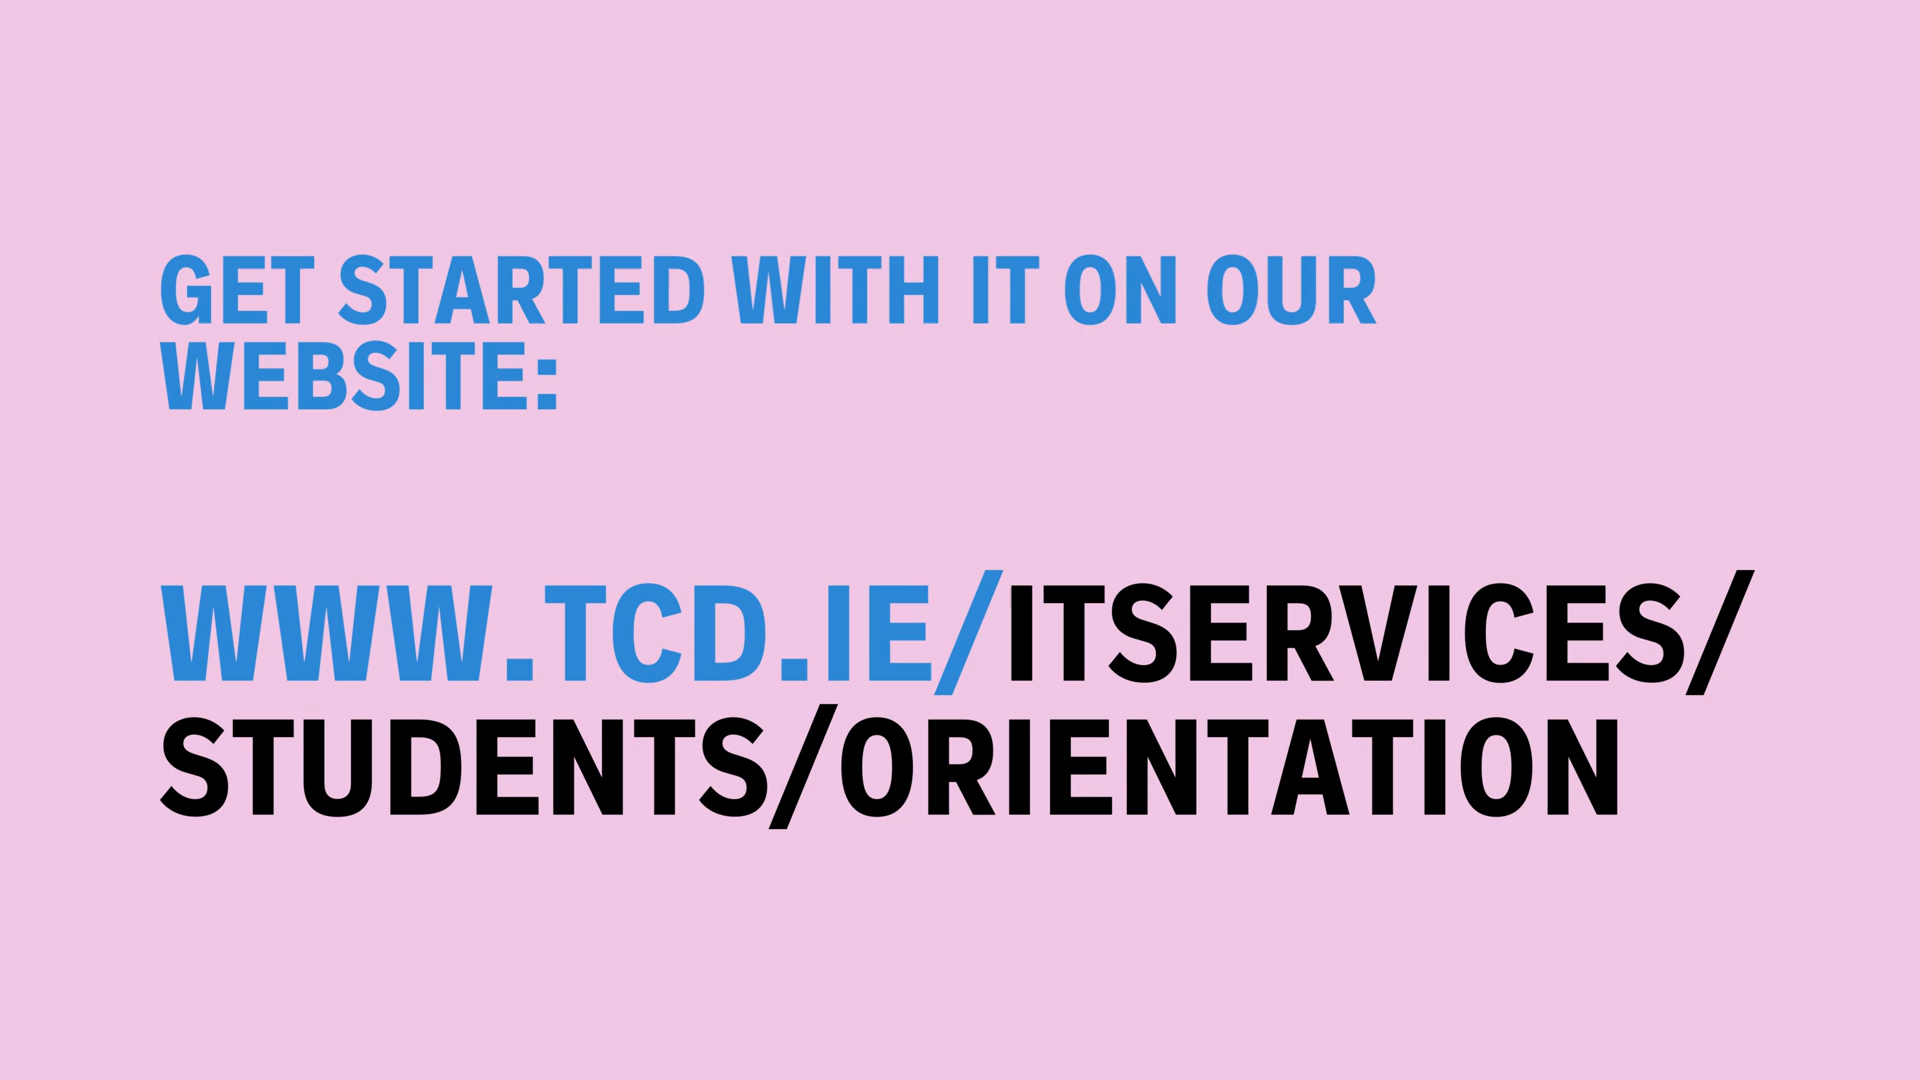 GET STARTED WITH IT ON OUR
WEBSITE:
WWW.TCD.IE/ITSERVICES/
STUDENTS/ORIENTATION